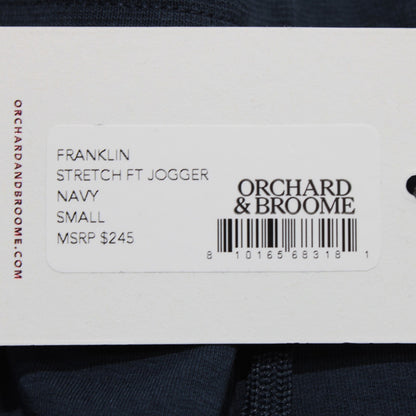 ORCHARDANDBROOME.COM
FRANKLIN
STRETCH FT JOGGER
NAVY
SMALL
MSRP $245
ORCHARD
& BROOME
8 10165 68318 1